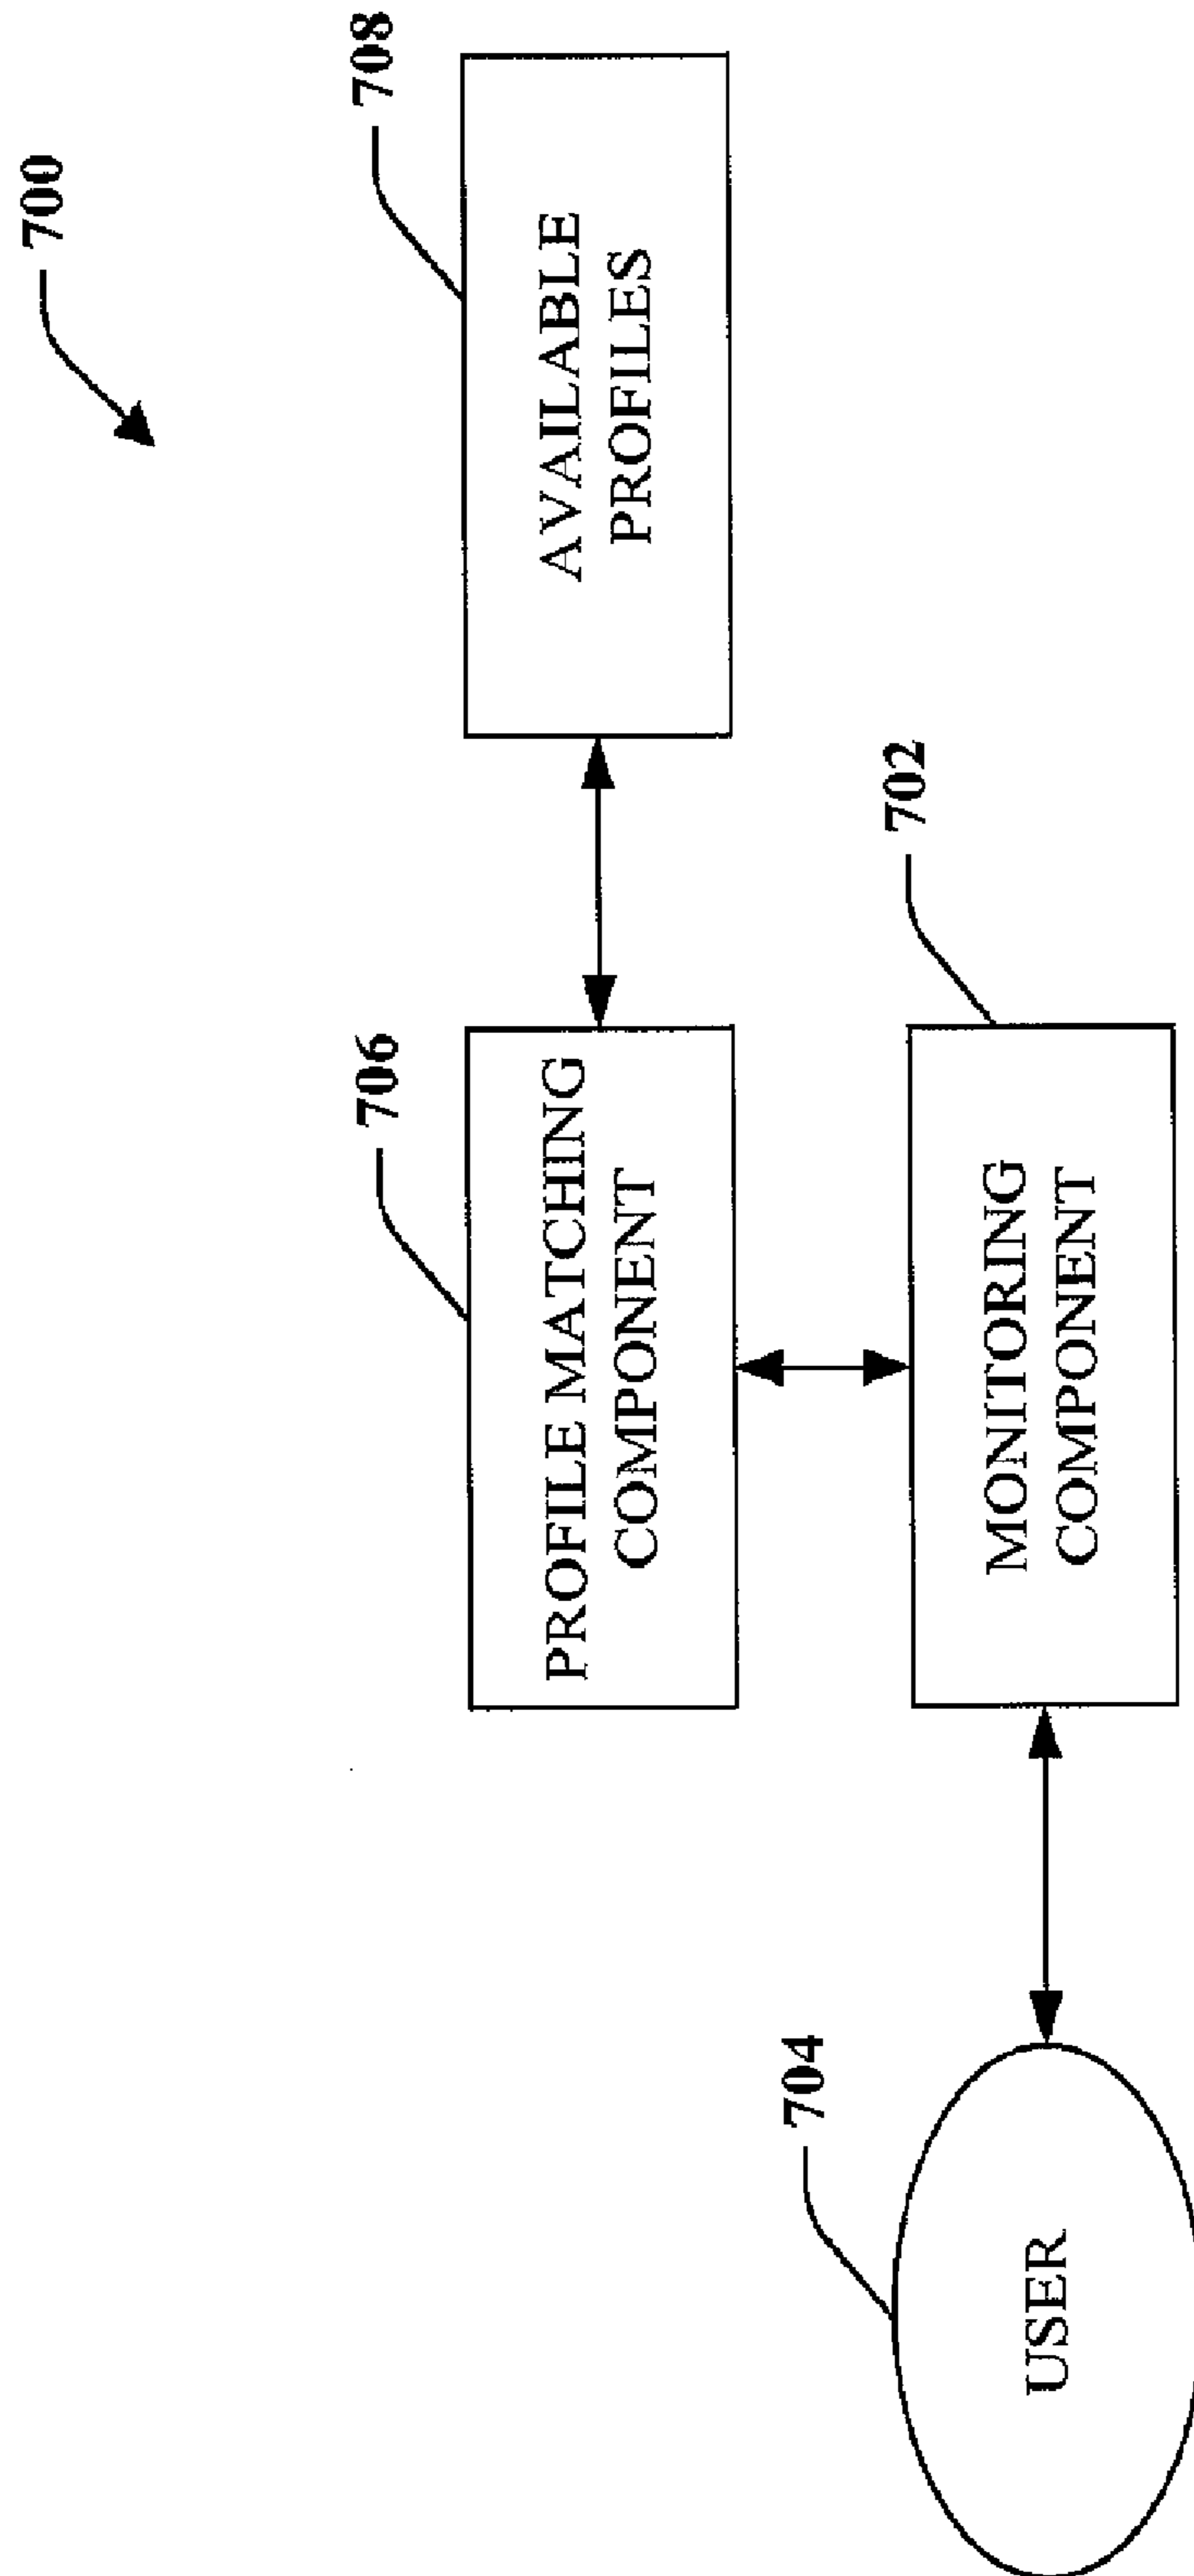 700
706
708
PROFILE MATCHING
COMPONENT
AVAILABLE
PROFILES
704
702
USER
MONITORING
COMPONENT